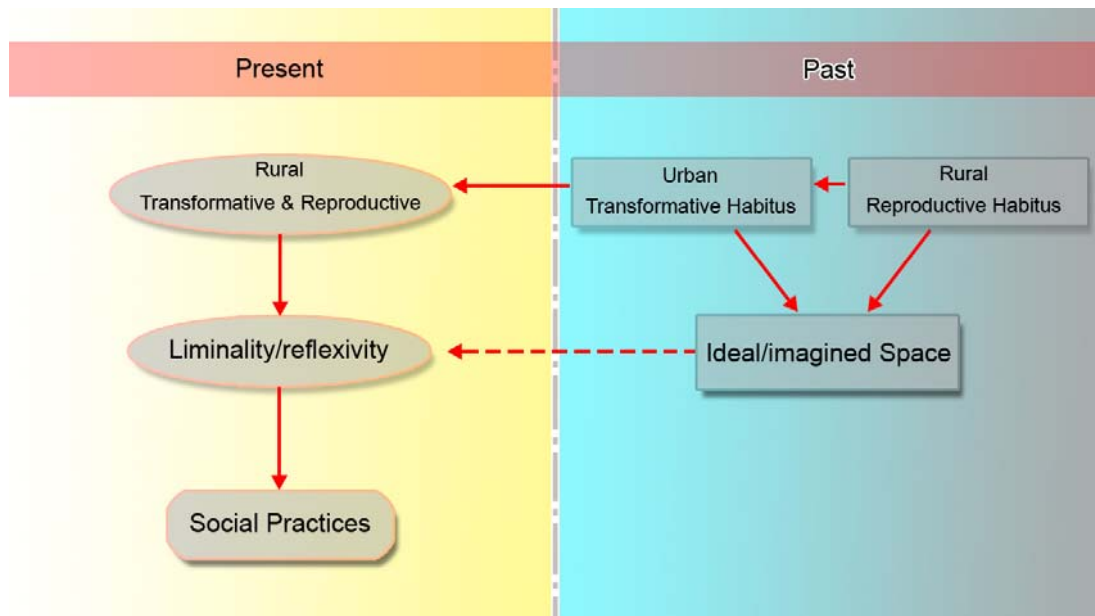 Present
Past
Rural
Transformative & Reproductive
Urban
Transformative Habitus
Rural
Reproductive Habitus
Liminality/reflexivity
Ideal/imagined Space
Social Practices